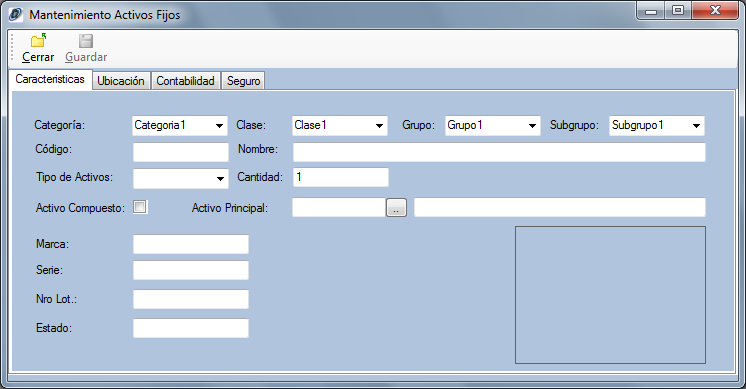 Mantenimiento Activos Fijos
Cerrar Guardar
Caracteristicas Ubicación Contabilidad Seguro
Categoría: Categoria1 Clase: Clase1 Grupo: Grupo1 Subgrupo: Subgrupo1
Código: Nombre:
Tipo de Activos: Cantidad: 1
Activo Compuesto: Activo Principal: ..
Marca:
Serie:
Nro Lot.:
Estado: